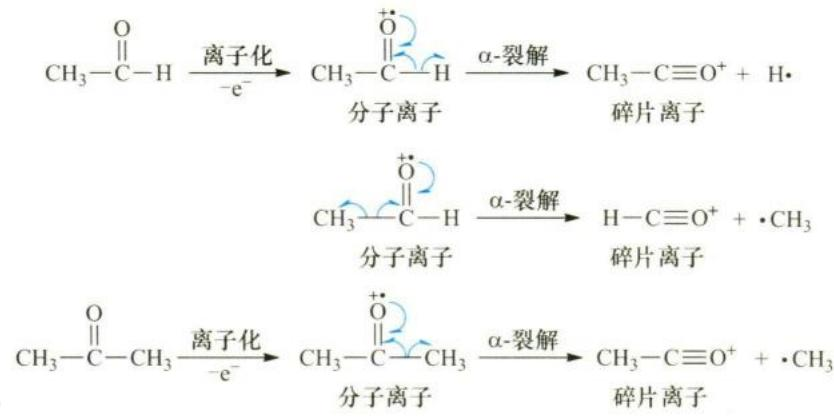 O
‖
CH₃—C—H 离子化 −e⁻
+•
O
‖
CH₃—C—H α-裂解 CH₃—C≡O⁺ + H•
分子离子 碎片离子
+•
O
‖
CH₃—C—H α-裂解 H—C≡O⁺ + •CH₃
分子离子 碎片离子
O
‖
CH₃—C—CH₃ 离子化 −e⁻
+•
O
‖
CH₃—C—CH₃ α-裂解 CH₃—C≡O⁺ + •CH₃
分子离子 碎片离子